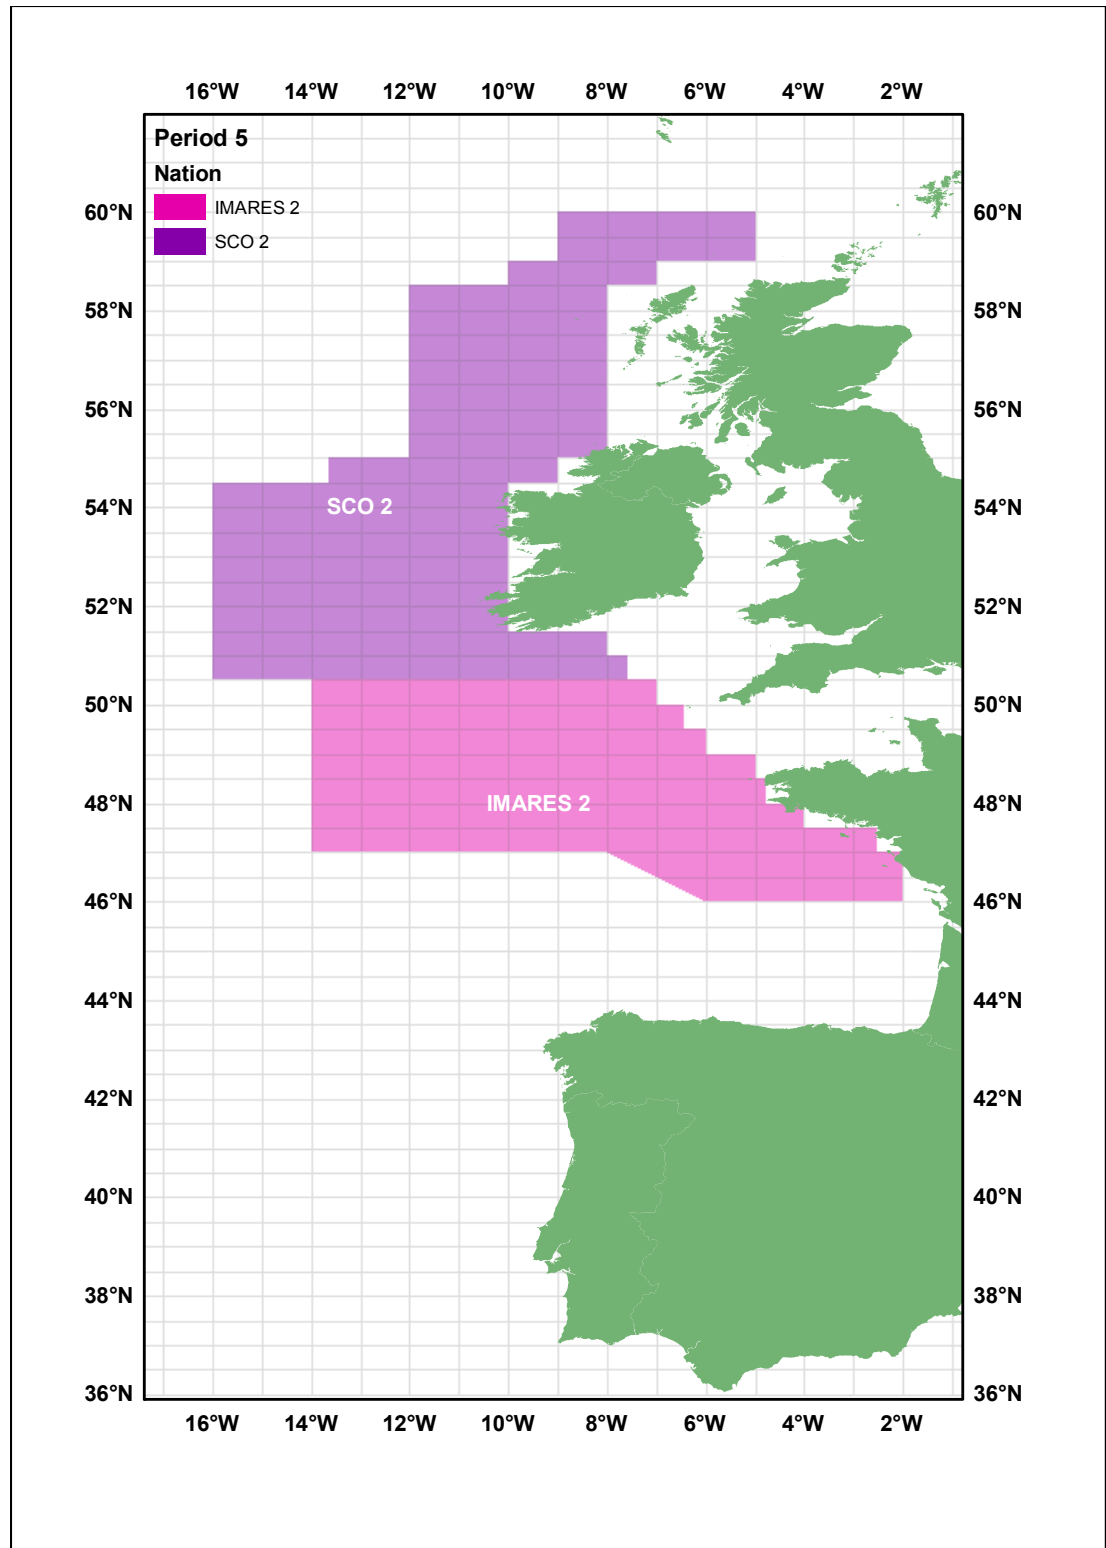 16°W 14°W 12°W 10°W 8°W 6°W 4°W 2°W
Period 5
Nation
IMARES 2
SCO 2
60°N 60°N
58°N 58°N
56°N 56°N
54°N 54°N
SCO 2
52°N 52°N
50°N 50°N
48°N 48°N
IMARES 2
46°N 46°N
44°N 44°N
42°N 42°N
40°N 40°N
38°N 38°N
36°N 36°N
16°W 14°W 12°W 10°W 8°W 6°W 4°W 2°W